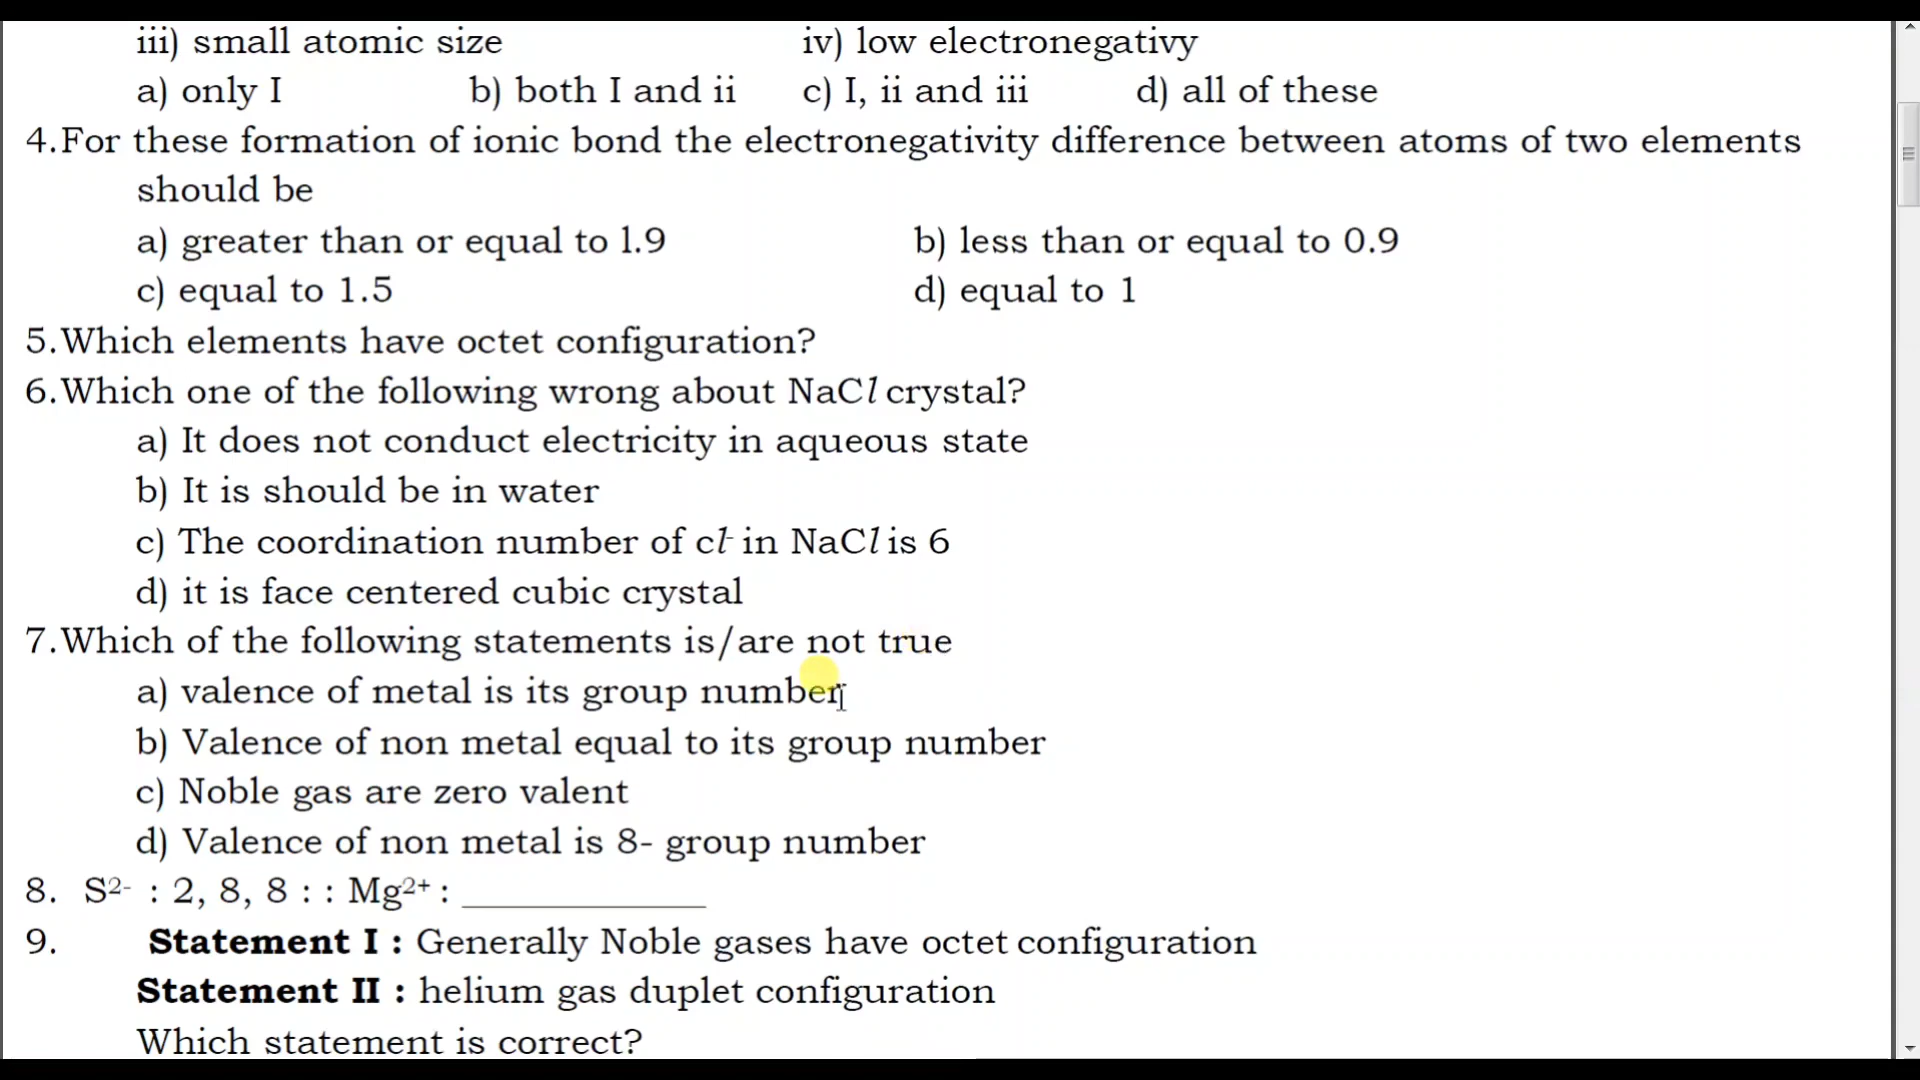 iii) small atomic size iv) low electronegativy
a) only I b) both I and ii c) I, ii and iii d) all of these
4.For these formation of ionic bond the electronegativity difference between atoms of two elements
should be
a) greater than or equal to 1.9 b) less than or equal to 0.9
c) equal to 1.5 d) equal to 1
5.Which elements have octet configuration?
6.Which one of the following wrong about NaCl crystal?
a) It does not conduct electricity in aqueous state
b) It is should be in water
c) The coordination number of cl⁻ in NaCl is 6
d) it is face centered cubic crystal
7.Which of the following statements is/are not true
a) valence of metal is its group number
b) Valence of non metal equal to its group number
c) Noble gas are zero valent
d) Valence of non metal is 8- group number
8. S²⁻ : 2, 8, 8 : : Mg²⁺ : ____________
9. Statement I : Generally Noble gases have octet configuration
Statement II : helium gas duplet configuration
Which statement is correct?